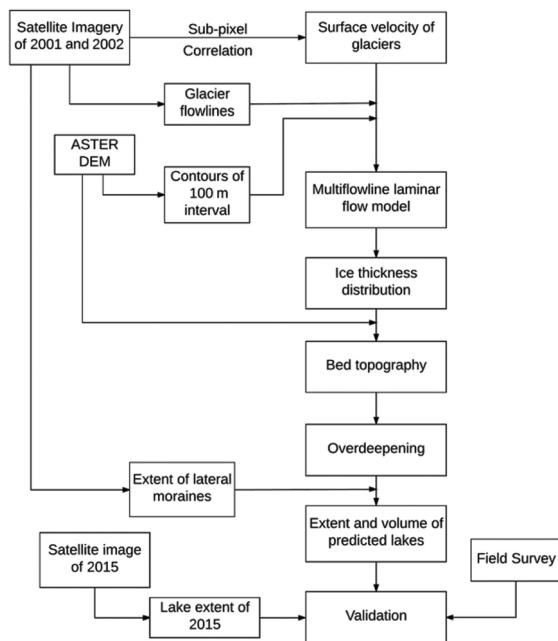 Satellite Imagery
of 2001 and 2002
Sub-pixel
Correlation
Surface velocity of
glaciers
Glacier
flowlines
ASTER
DEM
Contours of
100 m
interval
Multiflowline laminar
flow model
Ice thickness
distribution
Bed topography
Overdeepening
Extent of lateral
moraines
Extent and volume of
predicted lakes
Satellite image
of 2015
Field Survey
Lake extent of
2015
Validation